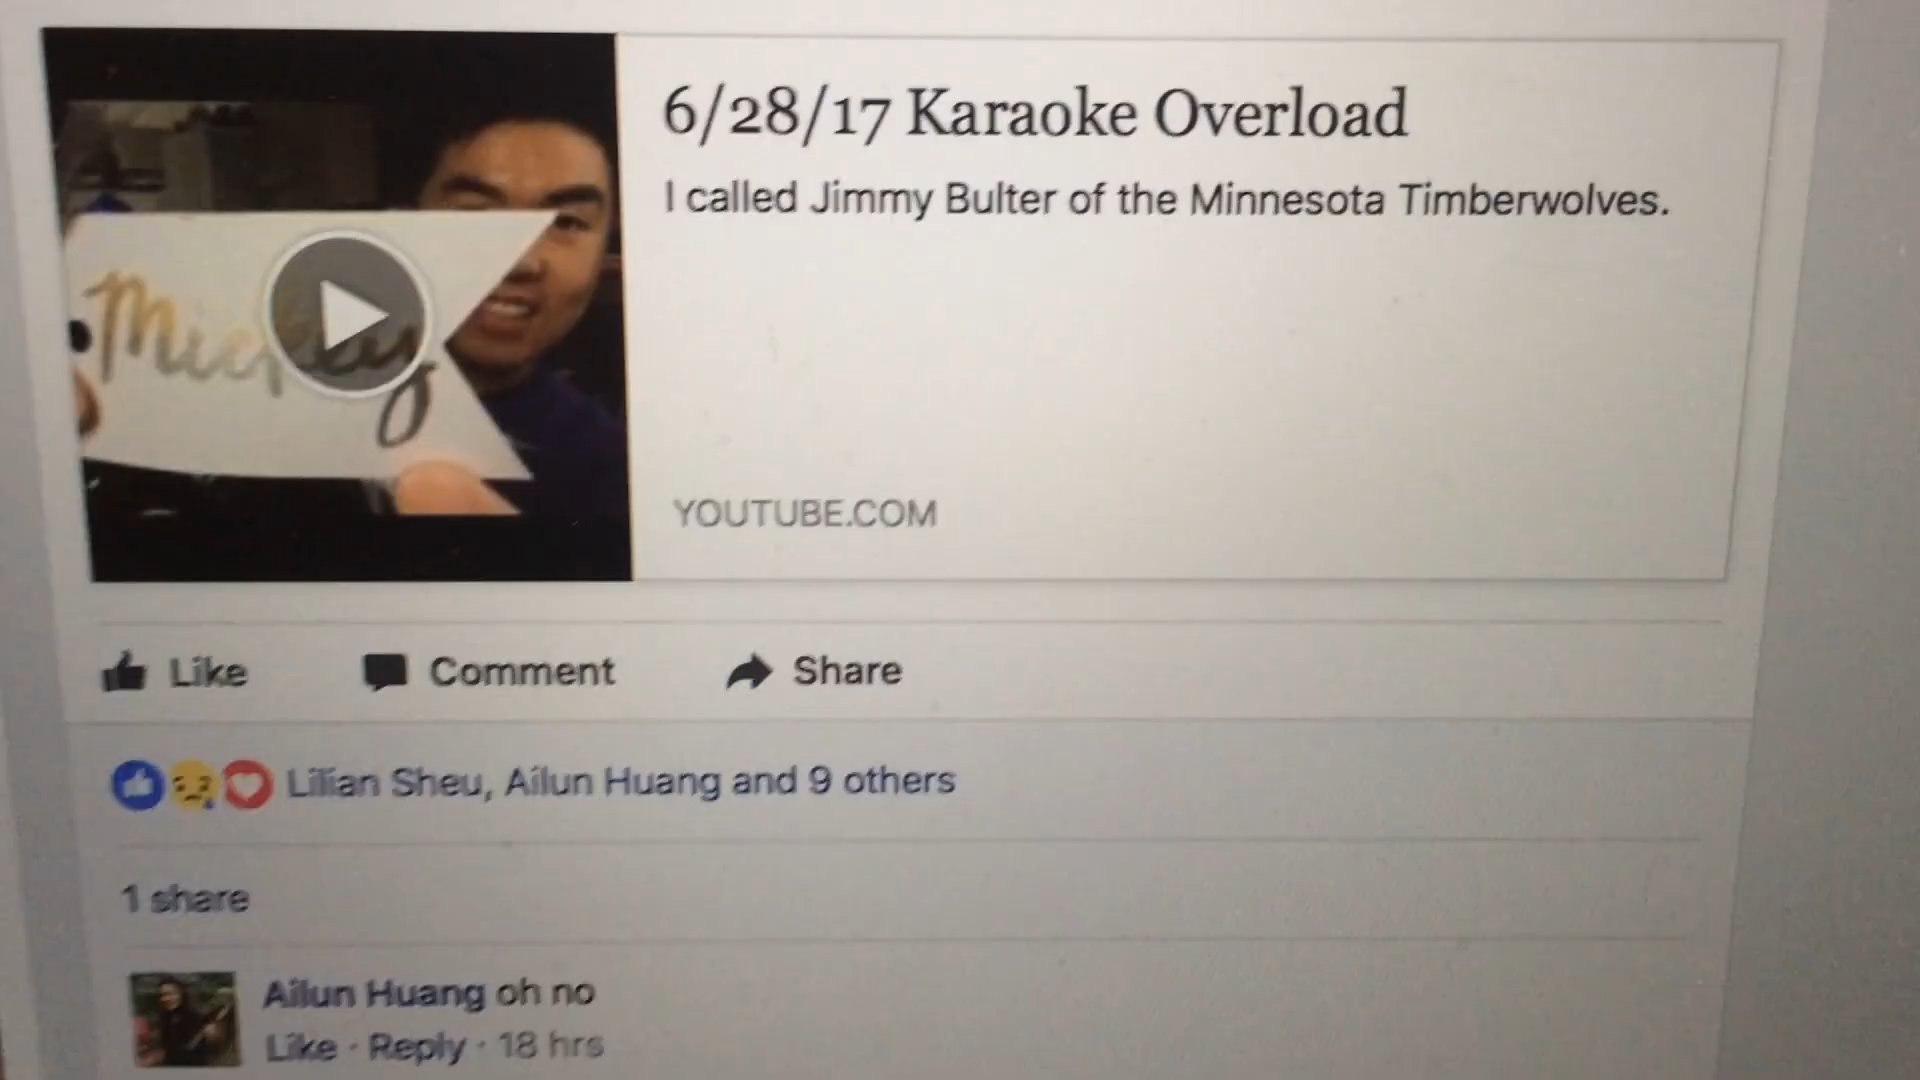 6/28/17 Karaoke Overload
I called Jimmy Bulter of the Minnesota Timberwolves.
Mickey
YOUTUBE.COM
Like Comment Share
Lilian Sheu, Ailun Huang and 9 others
1 share
Ailun Huang oh no
Like · Reply · 18 hrs